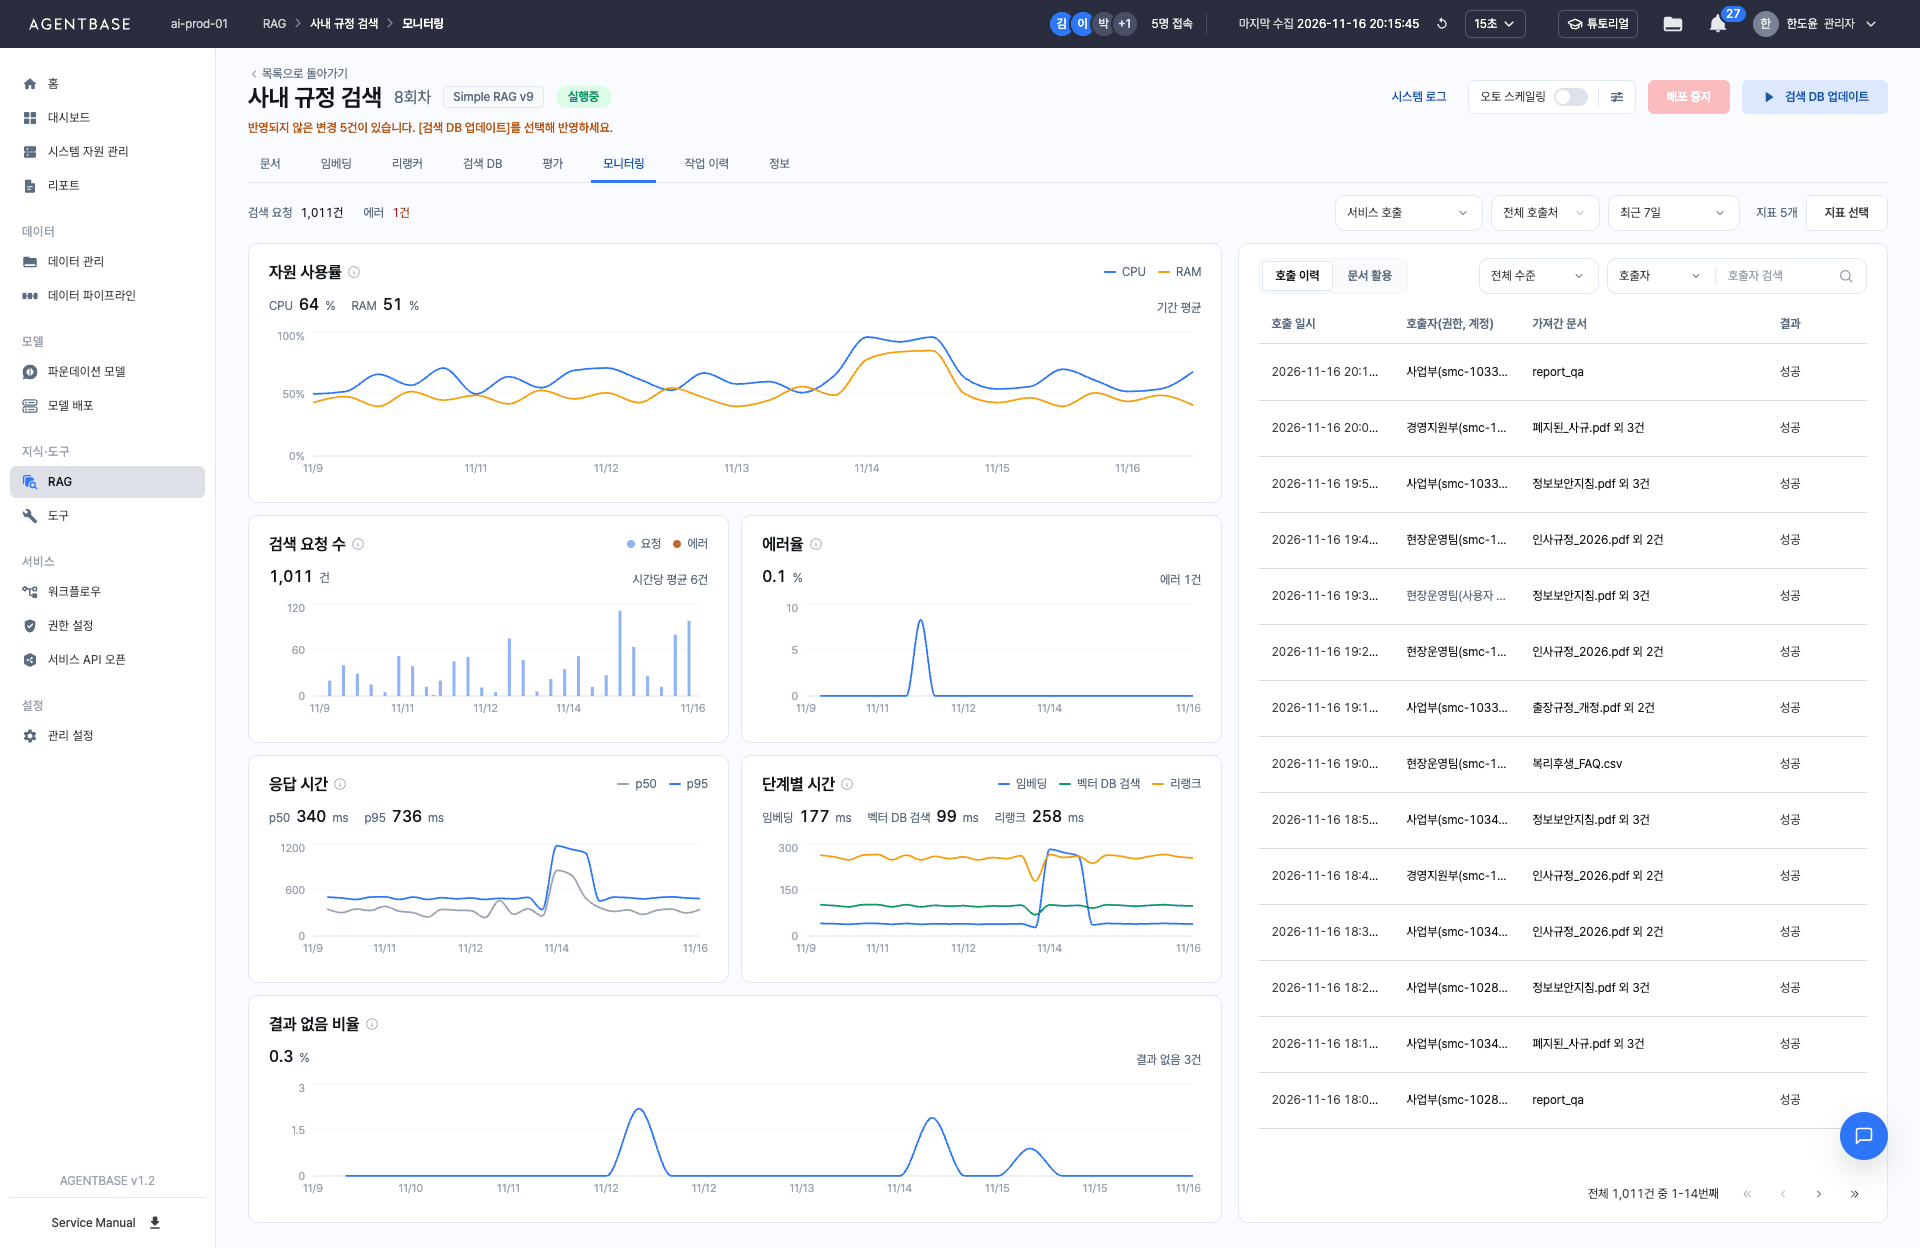 AGENTBASE
ai-prod-01
RAG > 사내 규정 검색 > 모니터링
김 이 박 +1 5명 접속
마지막 수집 2026-11-16 20:15:45
15초
튜토리얼
27
한 한도윤 관리자
홈
대시보드
시스템 자원 관리
리포트
데이터
데이터 관리
데이터 파이프라인
모델
파운데이션 모델
모델 배포
지식·도구
RAG
도구
서비스
워크플로우
권한 설정
서비스 API 오픈
설정
관리 설정
AGENTBASE v1.2
Service Manual
목록으로 돌아가기
사내 규정 검색 8회차 Simple RAG v9 실행중
반영되지 않은 변경 5건이 있습니다. [검색 DB 업데이트]를 선택해 반영하세요.
시스템 로그 오토 스케일링 배포 중지 검색 DB 업데이트
문서 임베딩 리랭커 검색 DB 평가 모니터링 작업 이력 정보
검색 요청 1,011건 에러 1건
서비스 호출 전체 호출처 최근 7일 지표 5개 지표 선택
자원 사용률
CPU RAM
CPU 64 % RAM 51 %
기간 평균
100%
50%
0%
11/9 11/11 11/12 11/13 11/14 11/15 11/16
검색 요청 수
요청 에러
1,011 건
시간당 평균 6건
120
60
0
11/9 11/11 11/12 11/14 11/16
에러율
0.1 %
에러 1건
10
5
0
11/9 11/11 11/12 11/14 11/16
응답 시간
p50 p95
p50 340 ms p95 736 ms
1200
600
0
11/9 11/11 11/12 11/14 11/16
단계별 시간
임베딩 벡터 DB 검색 리랭크
임베딩 177 ms 벡터 DB 검색 99 ms 리랭크 258 ms
300
150
0
11/9 11/11 11/12 11/14 11/16
결과 없음 비율
0.3 %
결과 없음 3건
3
1.5
0
11/9 11/10 11/11 11/12 11/12 11/13 11/14 11/15 11/15 11/16
호출 이력 문서 활용
전체 수준 호출자 호출자 검색
호출 일시 호출자(권한, 계정) 가져간 문서 결과
2026-11-16 20:1... 사업부(smc-1033... report_qa 성공
2026-11-16 20:0... 경영지원부(smc-1... 폐지된_사규.pdf 외 3건 성공
2026-11-16 19:5... 사업부(smc-1033... 정보보안지침.pdf 외 3건 성공
2026-11-16 19:4... 현장운영팀(smc-1... 인사규정_2026.pdf 외 2건 성공
2026-11-16 19:3... 현장운영팀(사용자 ... 정보보안지침.pdf 외 3건 성공
2026-11-16 19:2... 현장운영팀(smc-1... 인사규정_2026.pdf 외 2건 성공
2026-11-16 19:1... 사업부(smc-1033... 출장규정_개정.pdf 외 2건 성공
2026-11-16 19:0... 현장운영팀(smc-1... 복리후생_FAQ.csv 성공
2026-11-16 18:5... 사업부(smc-1034... 정보보안지침.pdf 외 3건 성공
2026-11-16 18:4... 경영지원부(smc-1... 인사규정_2026.pdf 외 2건 성공
2026-11-16 18:3... 사업부(smc-1034... 인사규정_2026.pdf 외 2건 성공
2026-11-16 18:2... 사업부(smc-1028... 정보보안지침.pdf 외 3건 성공
2026-11-16 18:1... 사업부(smc-1034... 폐지된_사규.pdf 외 3건 성공
2026-11-16 18:0... 사업부(smc-1028... report_qa 성공
전체 1,011건 중 1-14번째